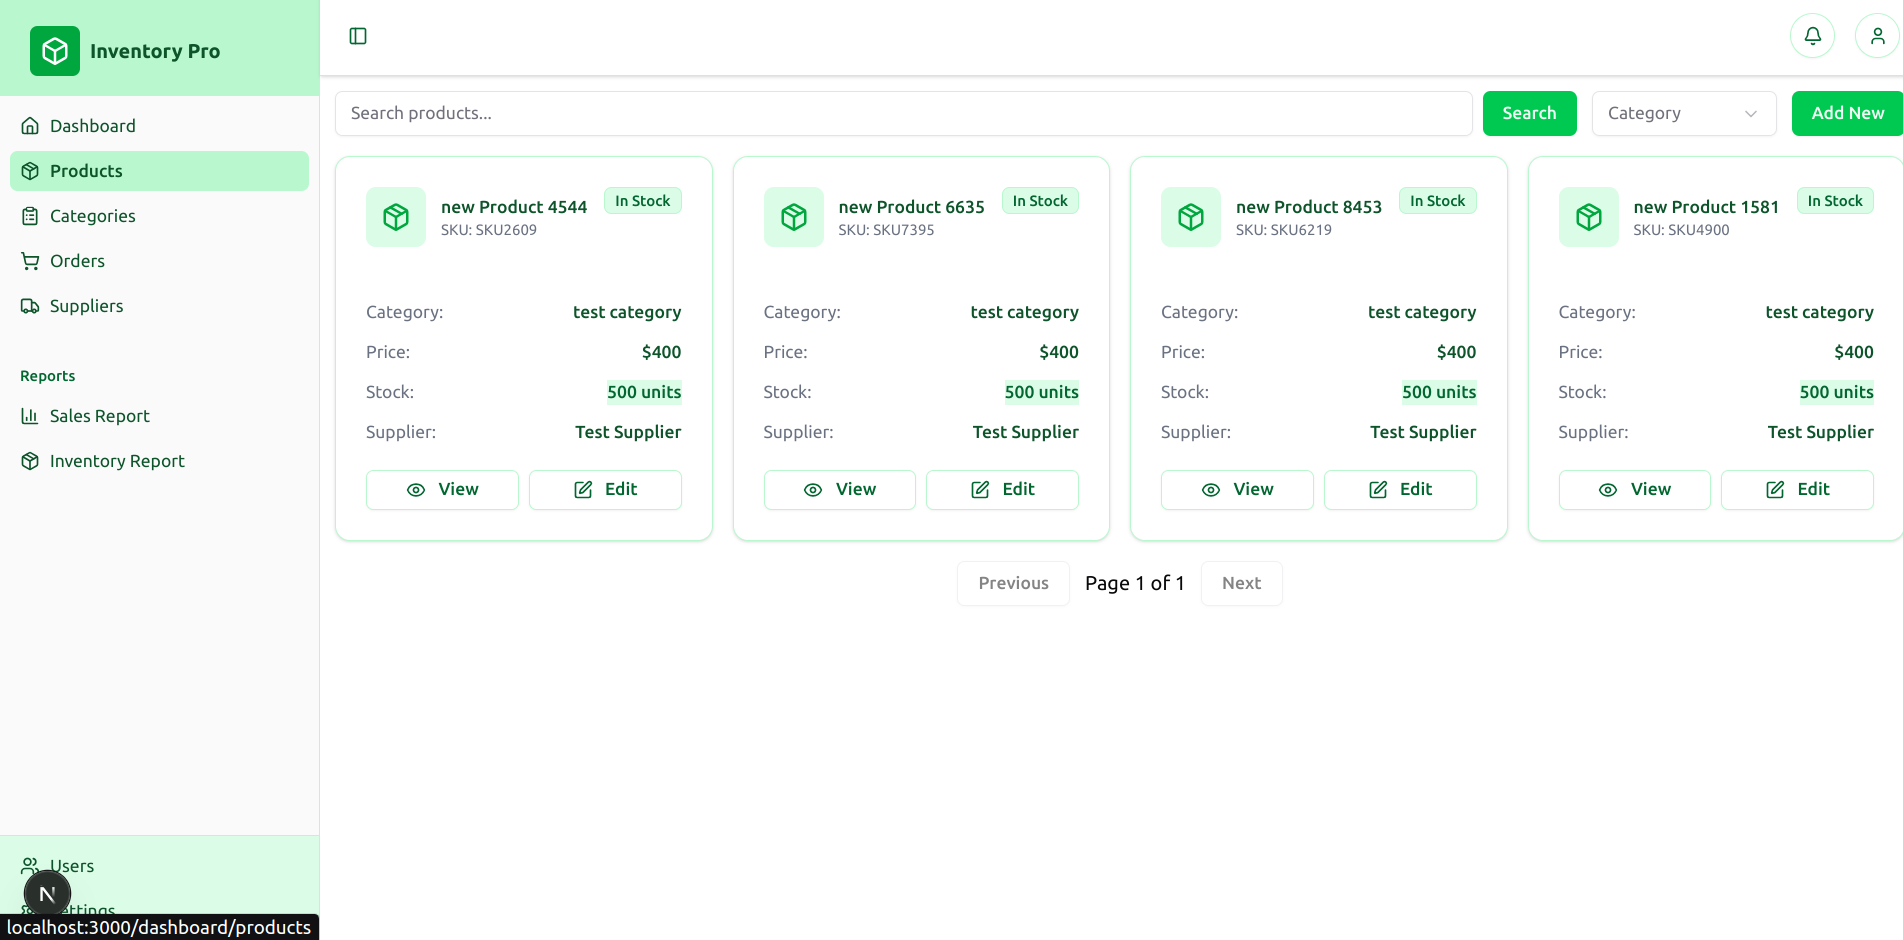 Inventory Pro
Dashboard
Products
Categories
Orders
Suppliers
Reports
Sales Report
Inventory Report
Users
N
localhost:3000/dashboard/products
Search products...
Search
Category
Add New
new Product 4544
In Stock
SKU: SKU2609
Category: test category
Price: $400
Stock: 500 units
Supplier: Test Supplier
View
Edit
new Product 6635
In Stock
SKU: SKU7395
Category: test category
Price: $400
Stock: 500 units
Supplier: Test Supplier
View
Edit
new Product 8453
In Stock
SKU: SKU6219
Category: test category
Price: $400
Stock: 500 units
Supplier: Test Supplier
View
Edit
new Product 1581
In Stock
SKU: SKU4900
Category: test category
Price: $400
Stock: 500 units
Supplier: Test Supplier
View
Edit
Previous
Page 1 of 1
Next